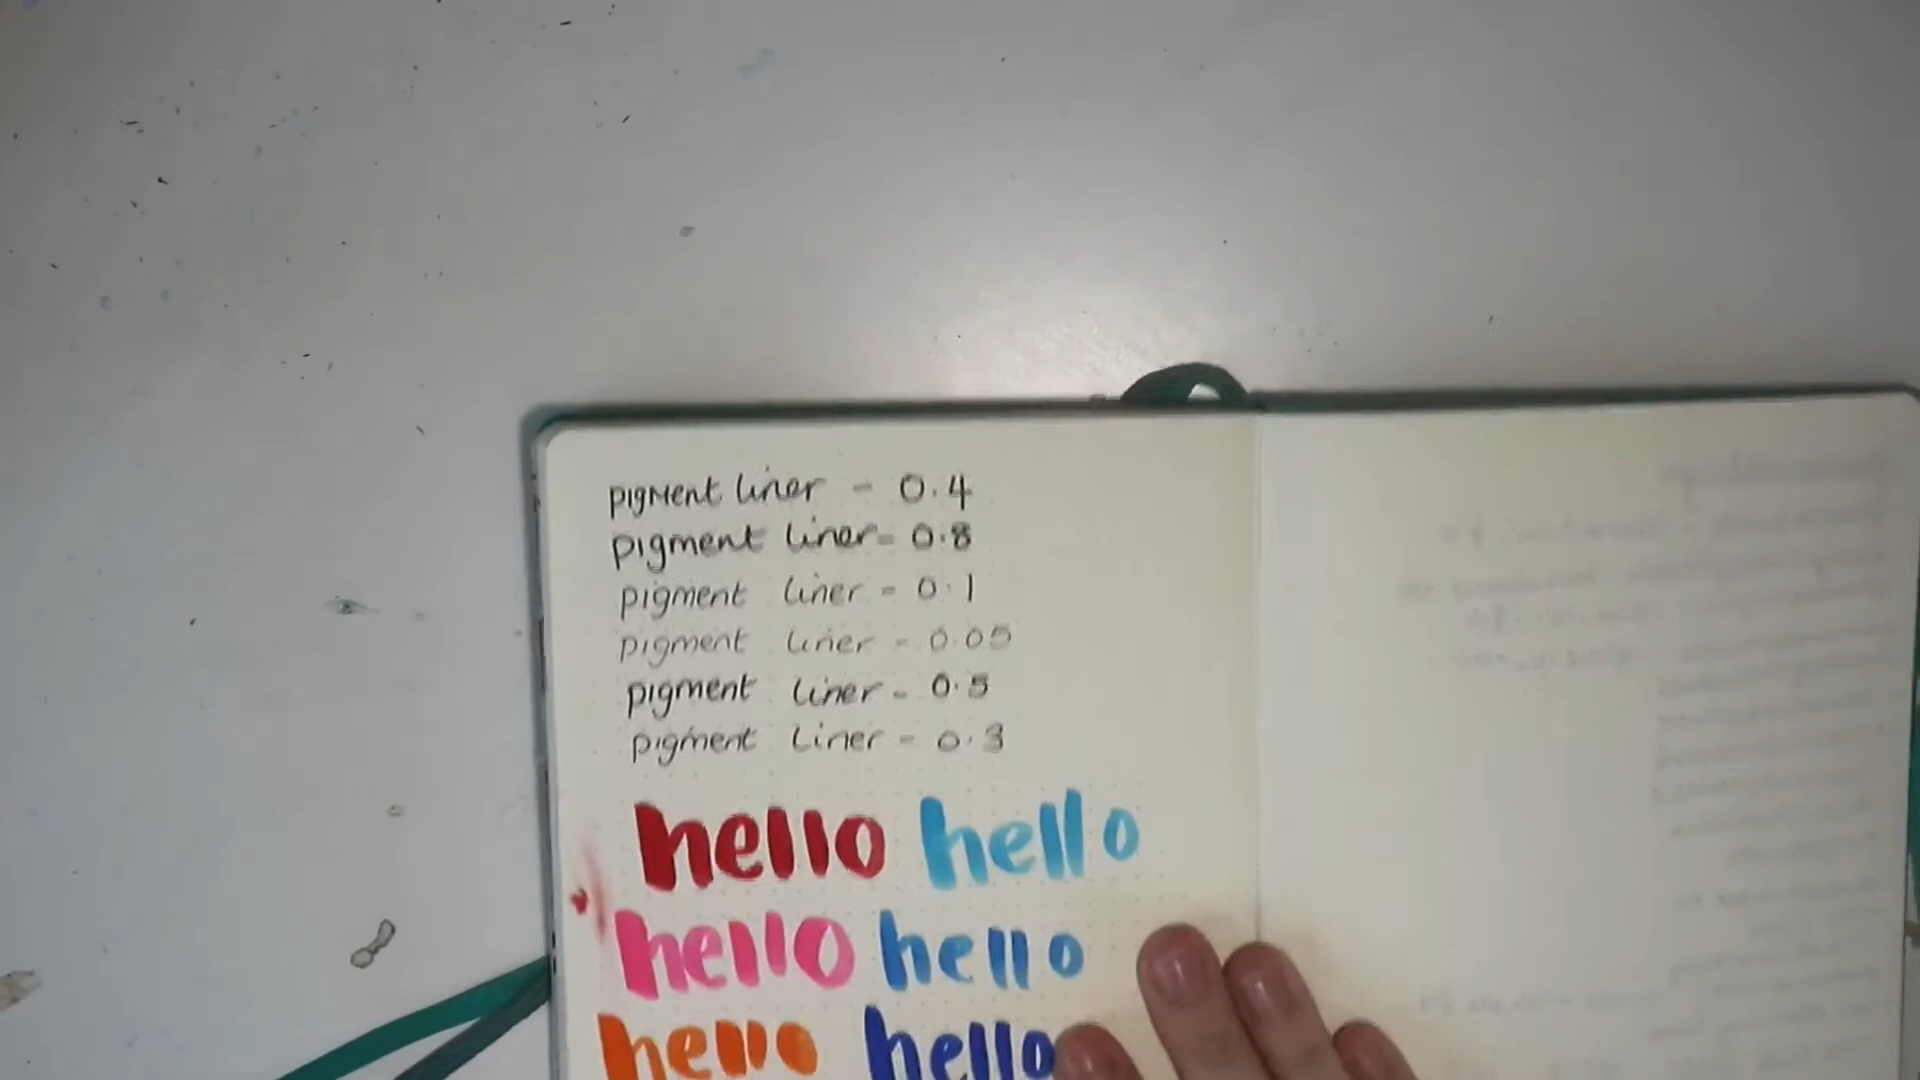 pigment liner - 0.4
pigment liner - 0.8
pigment liner - 0.1
pigment liner - 0.05
pigment liner - 0.5
pigment liner - 0.3
hello hello
hello hello
hello hello